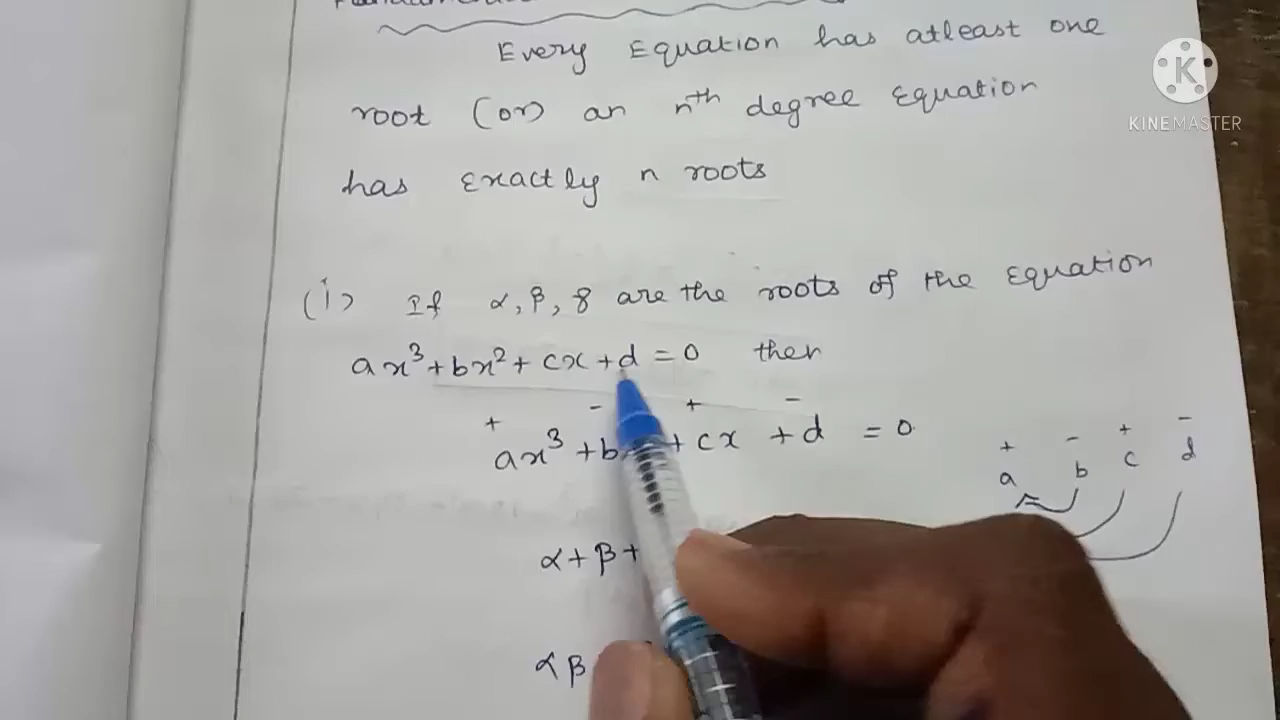 Every Equation has atleast one
KINEMASTER
root (or) an nth degree Equation
has exactly n roots
(i) If α, β, γ are the roots of the Equation
ax³ + bx² + cx + d = 0 then
+ - + -
ax³ + b + cx + d = 0
+ - + -
a b c d
α + β +
αβ